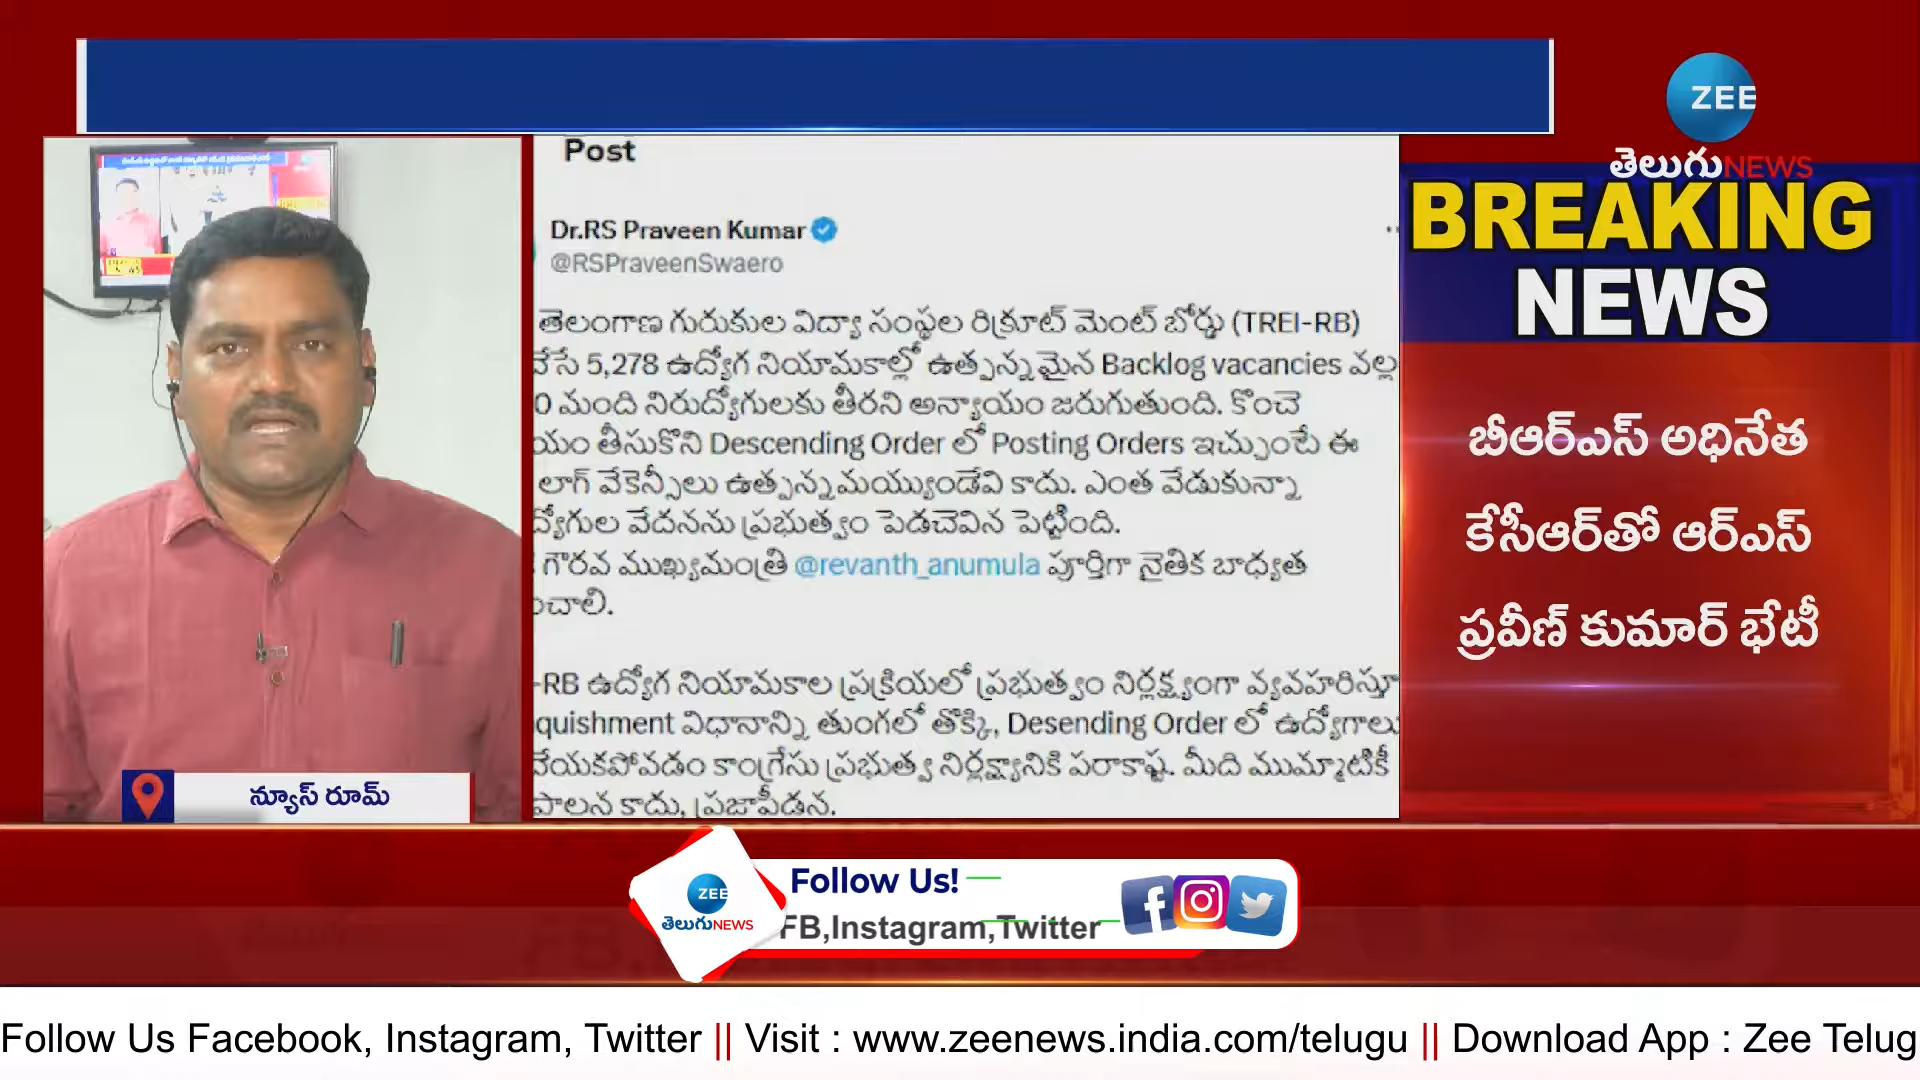 ZEE
తెలుగు NEWS
BREAKING
NEWS
Post
Dr.RS Praveen Kumar
@RSPraveenSwaero
తెలంగాణ గురుకుల విద్యా సంస్థల రిక్రూట్ మెంట్ బోర్డు (TREI-RB)
చేసే 5,278 ఉద్యోగ నియామకాల్లో ఉత్పన్నమైన Backlog vacancies వల్ల
0 మంది నిరుద్యోగులకు తీరని అన్యాయం జరుగుతుంది. కొంచె
యం తీసుకొని Descending Order లో Posting Orders ఇచ్చుంటే ఈ
లాగ్ వేకెన్సీలు ఉత్పన్నమయ్యుండేవి కాదు. ఎంత వేడుకున్నా
ద్యోగుల వేదనను ప్రభుత్వం పెడచెవిన పెట్టింది.
గౌరవ ముఖ్యమంత్రి @revanth_anumula పూర్తిగా నైతిక బాధ్యత
ంచాలి.
-RB ఉద్యోగ నియామకాల ప్రక్రియలో ప్రభుత్వం నిర్లక్ష్యంగా వ్యవహరిస్తూ
quishment విధానాన్ని తుంగలో తొక్కి, Desending Order లో ఉద్యోగాలు
చేయకపోవడం కాంగ్రేసు ప్రభుత్వ నిర్లక్ష్యానికి పరాకాష్ట. మీది ముమ్మాటికీ
పాలన కాదు, ప్రజాపీడన.
బీఆర్ఎస్ అధినేత
కేసీఆర్‌తో ఆర్ఎస్
ప్రవీణ్ కుమార్ భేటీ
న్యూస్ రూమ్
ZEE
తెలుగు NEWS
Follow Us!
FB,Instagram,Twitter
Follow Us Facebook, Instagram, Twitter || Visit : www.zeenews.india.com/telugu || Download App : Zee Telug